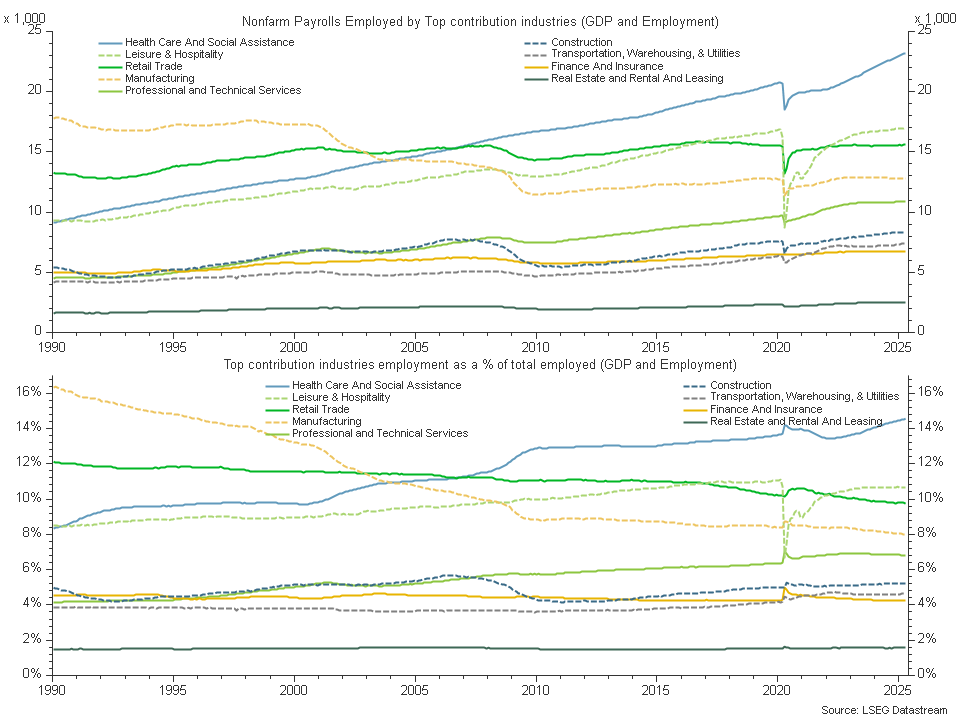 Nonfarm Payrolls Employed by Top contribution industries (GDP and Employment)
x 1,000 x 1,000
25 25
Health Care And Social Assistance Construction
Leisure & Hospitality Transportation, Warehousing, & Utilities
Retail Trade Finance And Insurance
Manufacturing Real Estate and Rental And Leasing
Professional and Technical Services
20 20
15 15
10 10
5 5
0 0
1990 1995 2000 2005 2010 2015 2020 2025
Top contribution industries employment as a % of total employed (GDP and Employment)
Health Care And Social Assistance Construction
16% 16%
Leisure & Hospitality Transportation, Warehousing, & Utilities
Retail Trade Finance And Insurance
Manufacturing Real Estate and Rental And Leasing
14% 14%
Professional and Technical Services
12% 12%
10% 10%
8% 8%
6% 6%
4% 4%
2% 2%
0% 0%
1990 1995 2000 2005 2010 2015 2020 2025
Source: LSEG Datastream